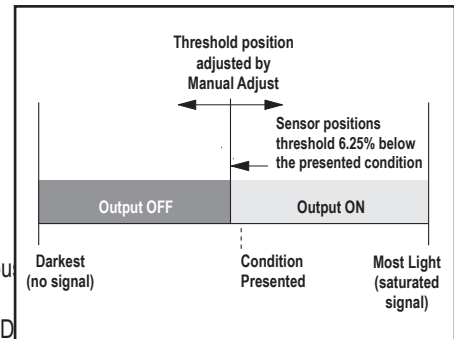 Threshold position
adjusted by
Manual Adjust
Sensor positions
threshold 6.25% below
the presented condition
Output OFF
Output ON
Darkest
(no signal)
Condition
Presented
Most Light
(saturated
signal)